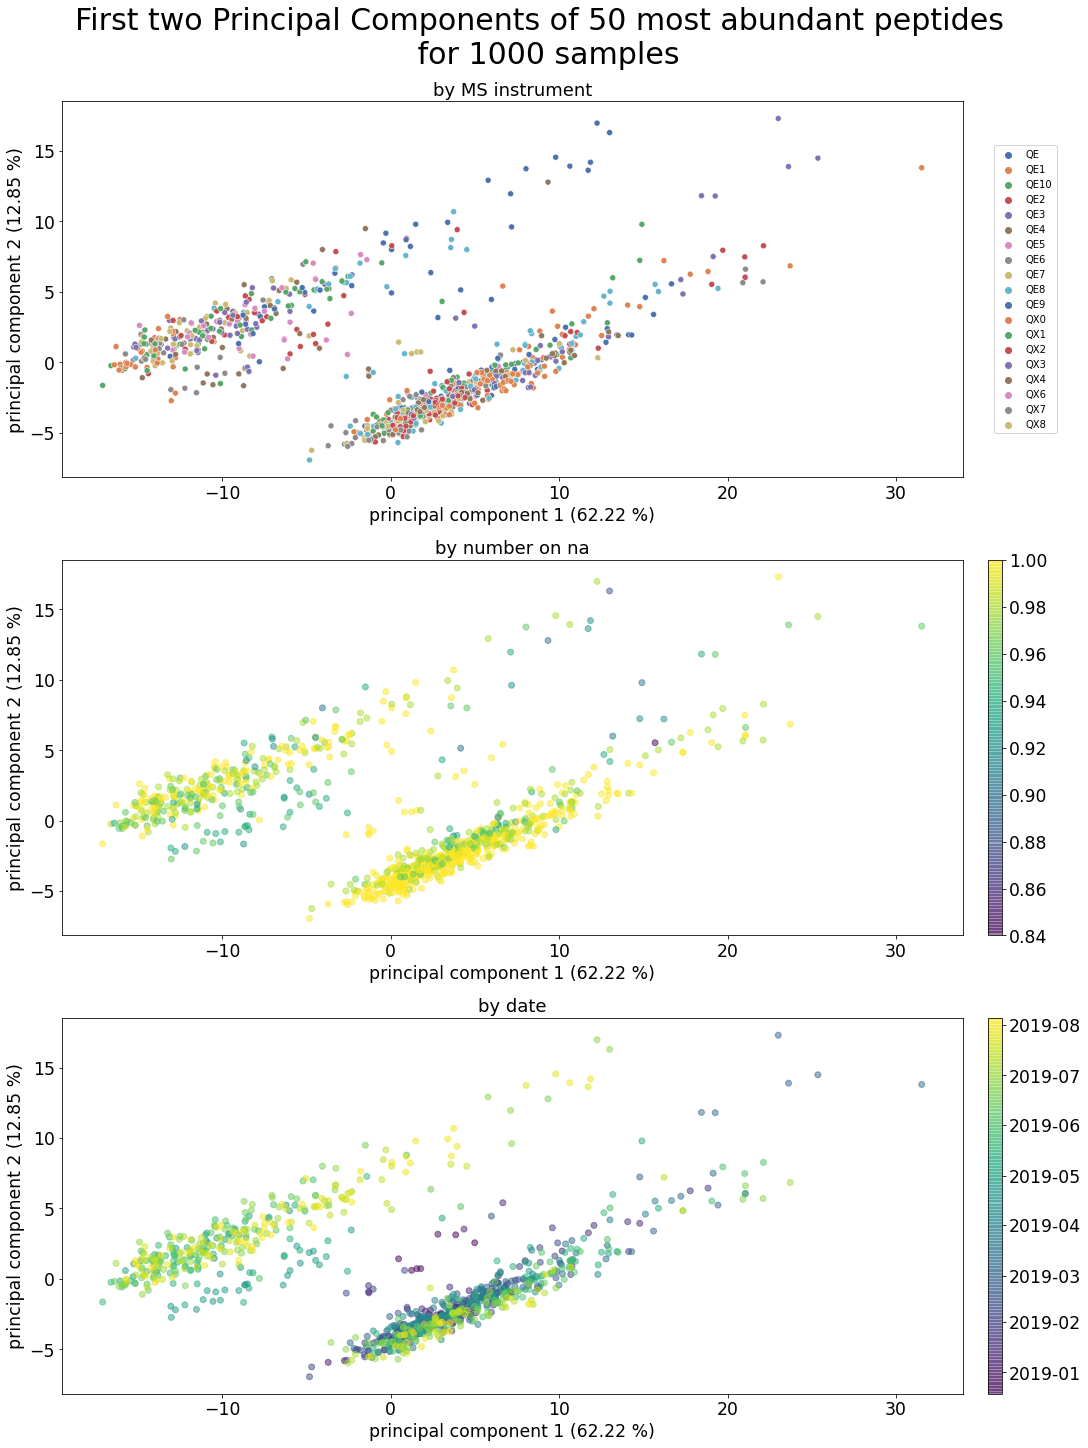 First two Principal Components of 50 most abundant peptides
for 1000 samples
by MS instrument
principal component 2 (12.85 %)
15
10
5
0
−5
−10
0
10
20
30
principal component 1 (62.22 %)
QE
QE1
QE10
QE2
QE3
QE4
QE5
QE6
QE7
QE8
QE9
QX0
QX1
QX2
QX3
QX4
QX6
QX7
QX8
by number on na
principal component 2 (12.85 %)
15
10
5
0
−5
−10
0
10
20
30
principal component 1 (62.22 %)
1.00
0.98
0.96
0.94
0.92
0.90
0.88
0.86
0.84
by date
principal component 2 (12.85 %)
15
10
5
0
−5
−10
0
10
20
30
principal component 1 (62.22 %)
2019-08
2019-07
2019-06
2019-05
2019-04
2019-03
2019-02
2019-01